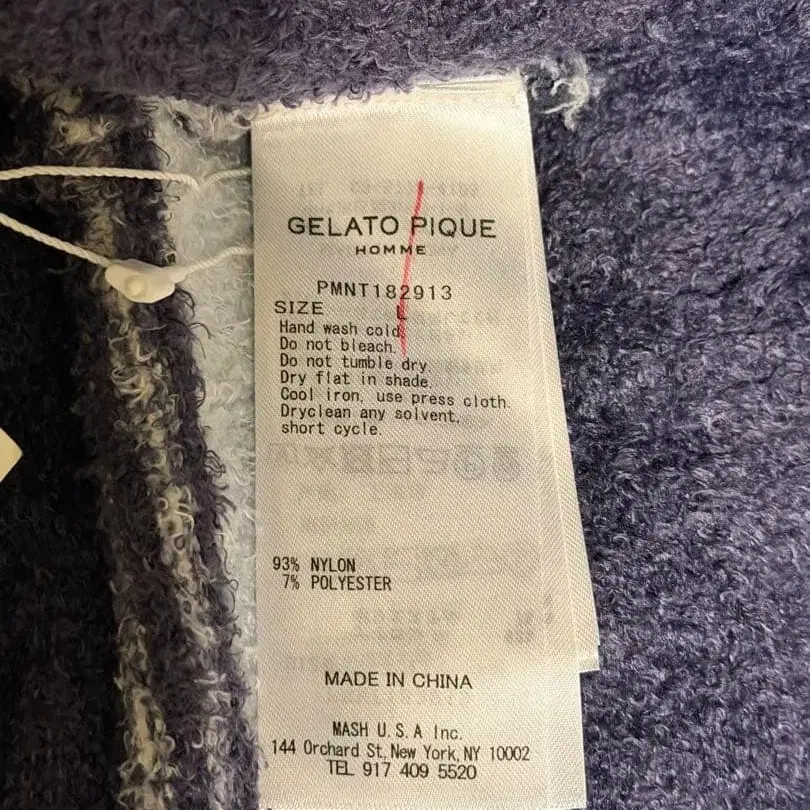 GELATO PIQUE
HOMME
PMNT182913
SIZE L
Hand wash cold.
Do not bleach.
Do not tumble dry.
Dry flat in shade.
Cool iron, use press cloth.
Dryclean any solvent,
short cycle.
93% NYLON
7% POLYESTER
MADE IN CHINA
MASH U.S.A Inc.
144 Orchard St, New York, NY 10002
TEL 917 409 5520